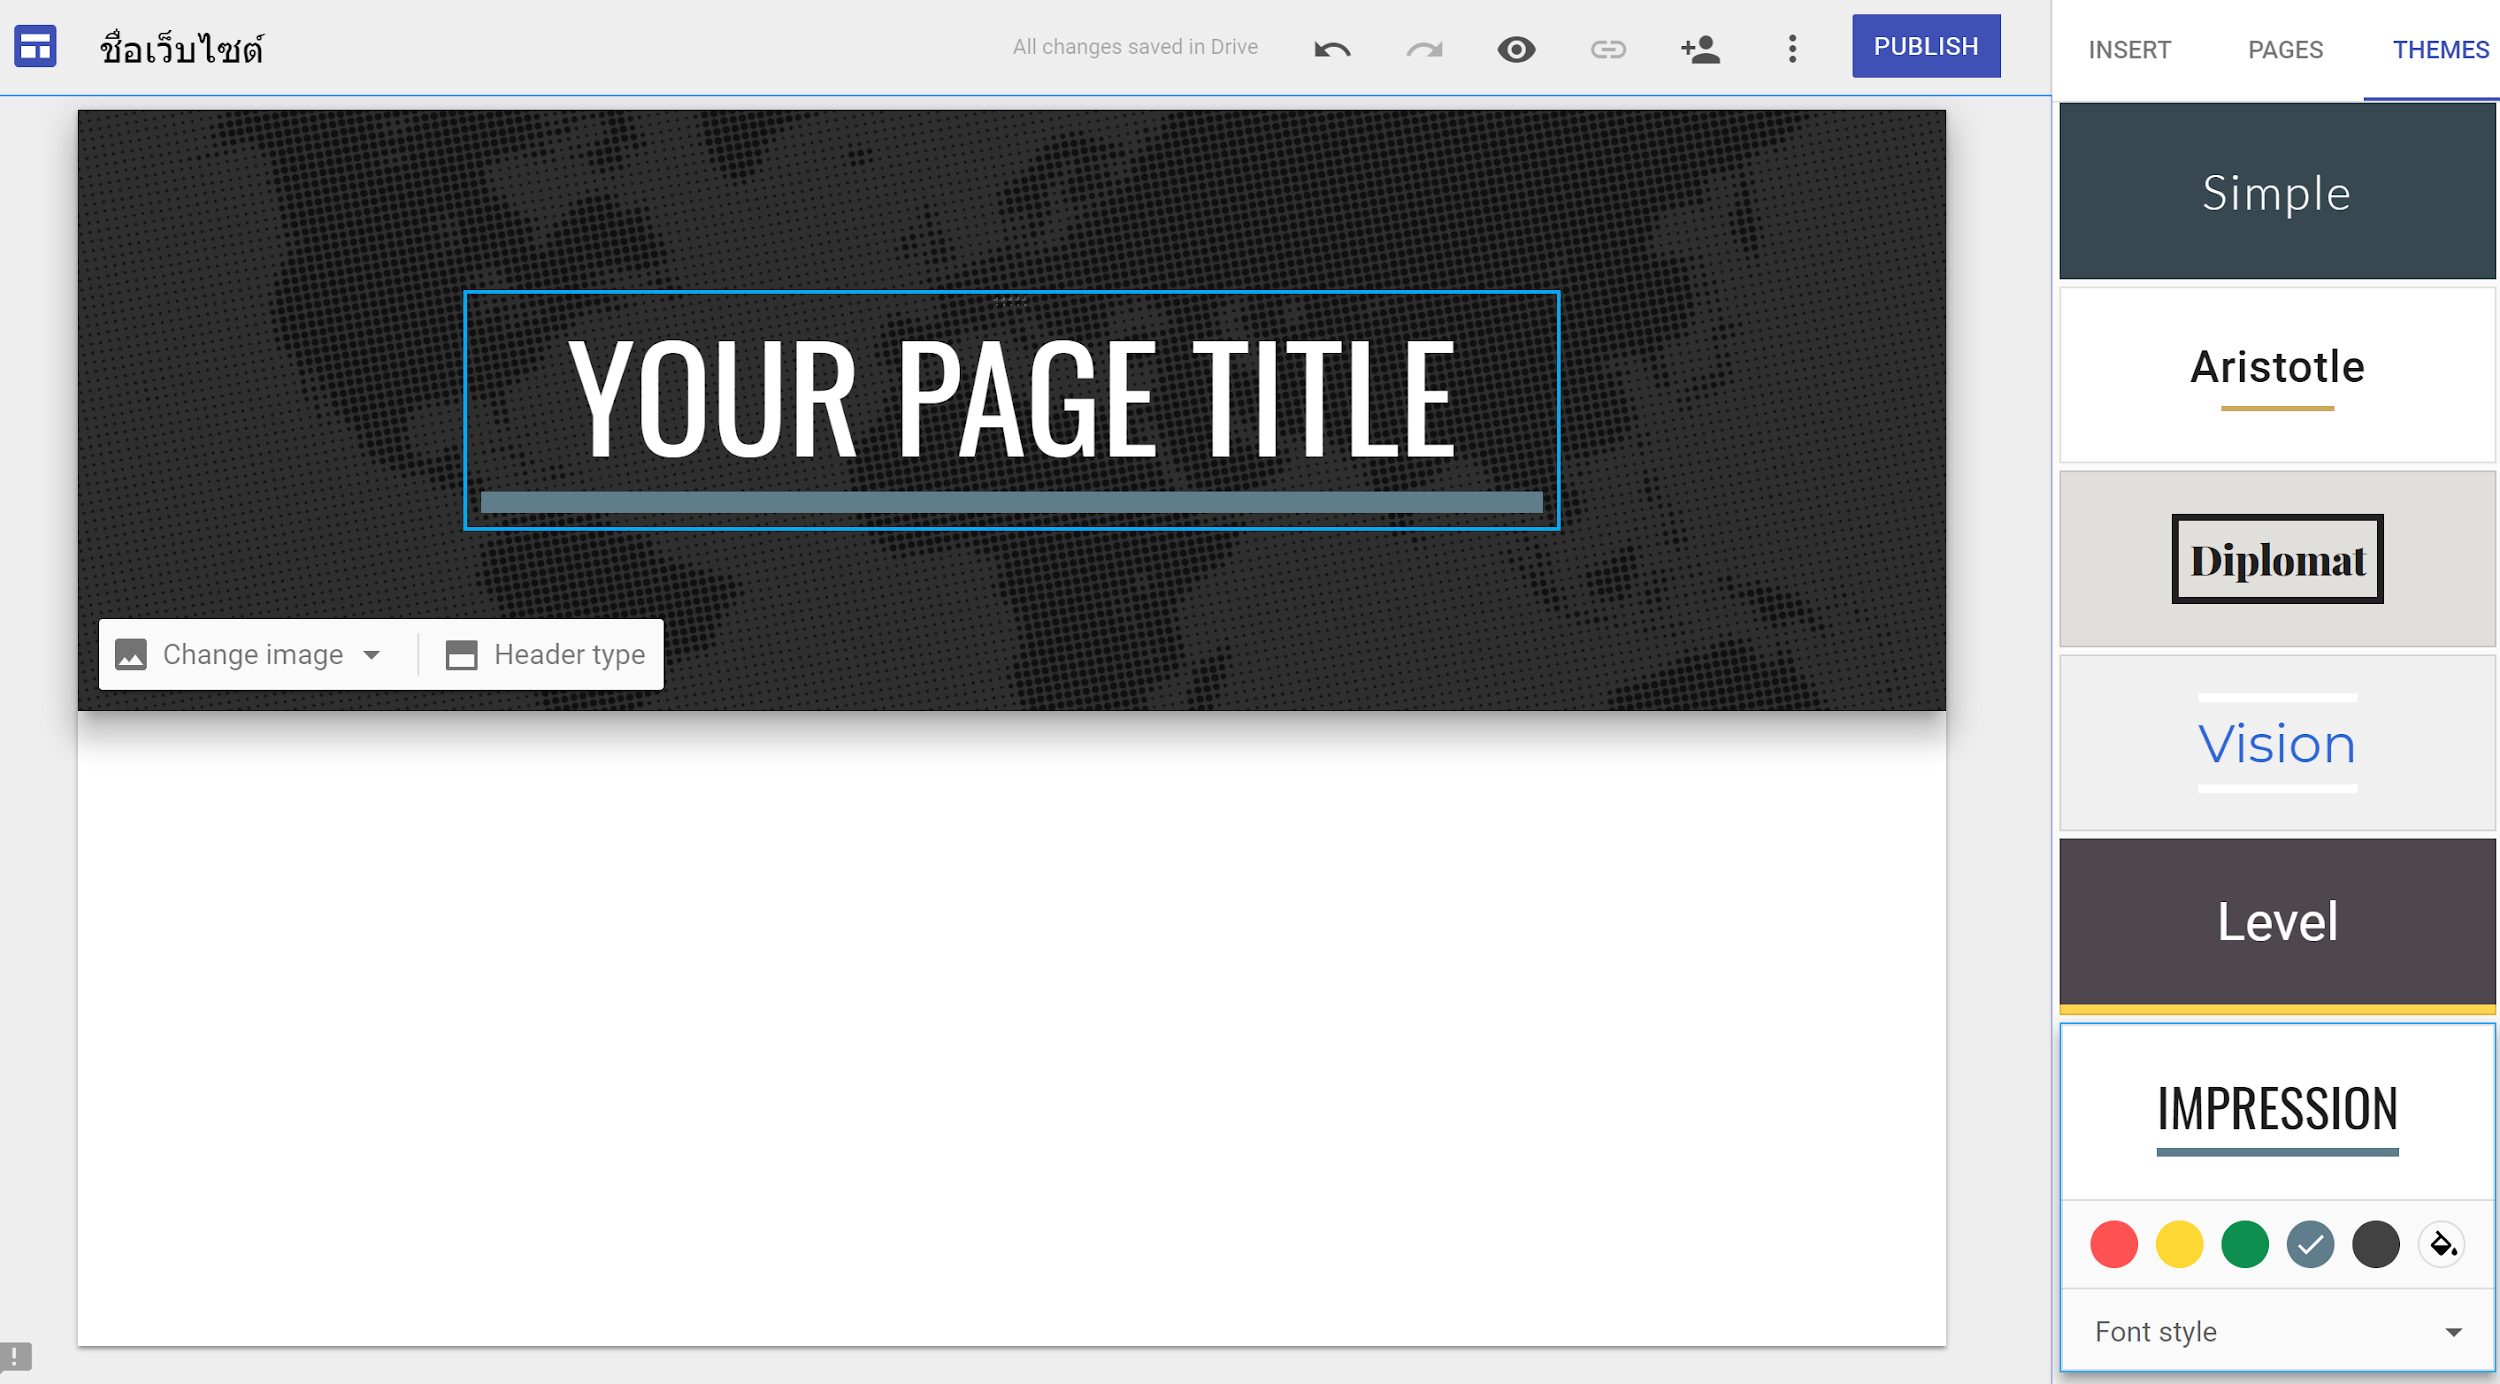 ชื่อเว็บไซต์
All changes saved in Drive
PUBLISH
INSERT
PAGES
THEMES
YOUR PAGE TITLE
Change image
Header type
Simple
Aristotle
Diplomat
Vision
Level
IMPRESSION
Font style